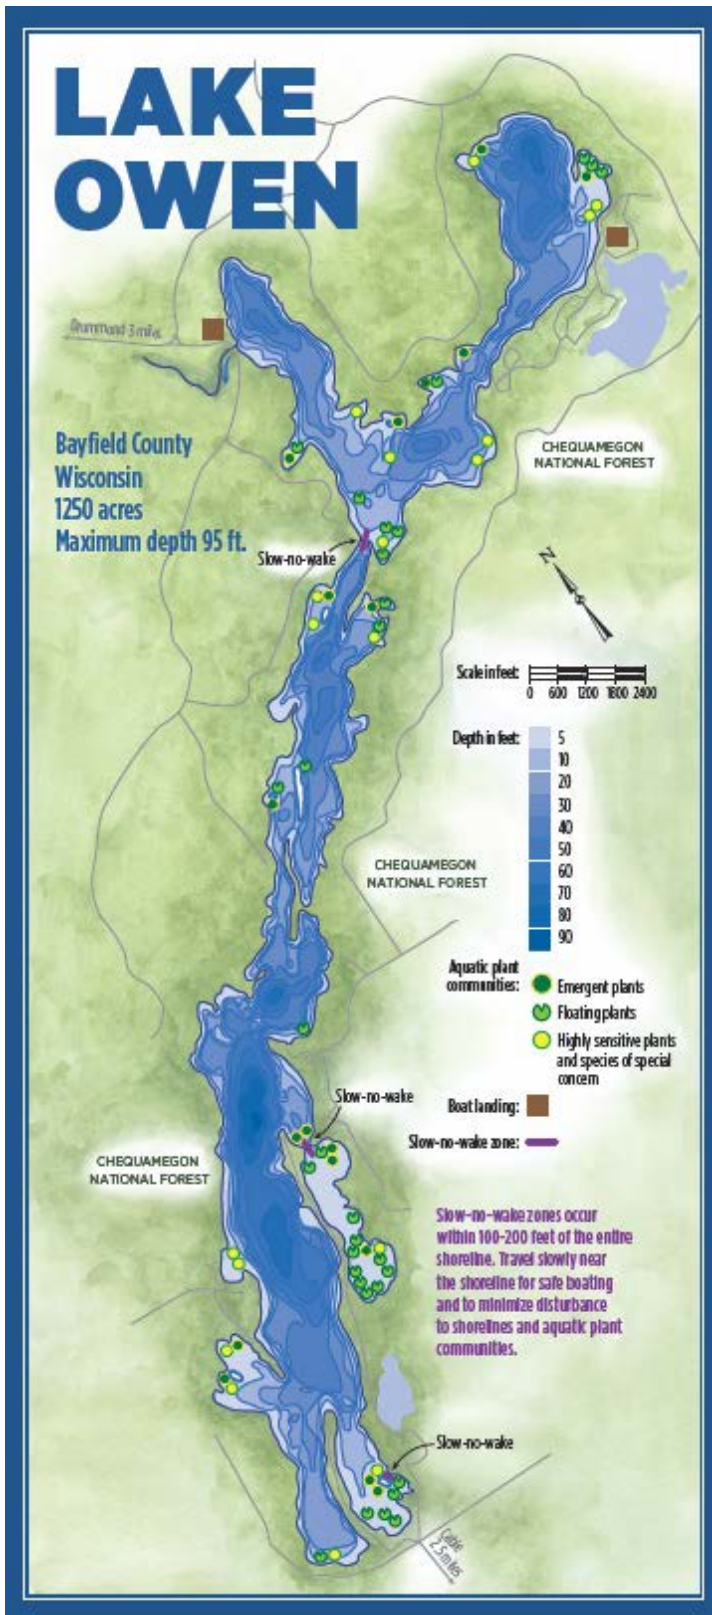 LAKE
OWEN
Drummond 3 miles
Bayfield County
Wisconsin
1250 acres
Maximum depth 95 ft.
CHEQUAMEGON
NATIONAL FOREST
Slow-no-wake
N
Scale in feet:
0 600 1200 1800 2400
Depth in feet:
5
10
20
30
40
50
60
70
80
90
CHEQUAMEGON
NATIONAL FOREST
Aquatic plant
communities:
Emergent plants
Floating plants
Highly sensitive plants
and species of special
concern
Slow-no-wake
Boat landing:
Slow-no-wake zone:
CHEQUAMEGON
NATIONAL FOREST
Slow-no-wake zones occur
within 100-200 feet of the entire
shoreline. Travel slowly near
the shoreline for safe boating
and to minimize disturbance
to shorelines and aquatic plant
communities.
Slow-no-wake
Cable
2.5 miles